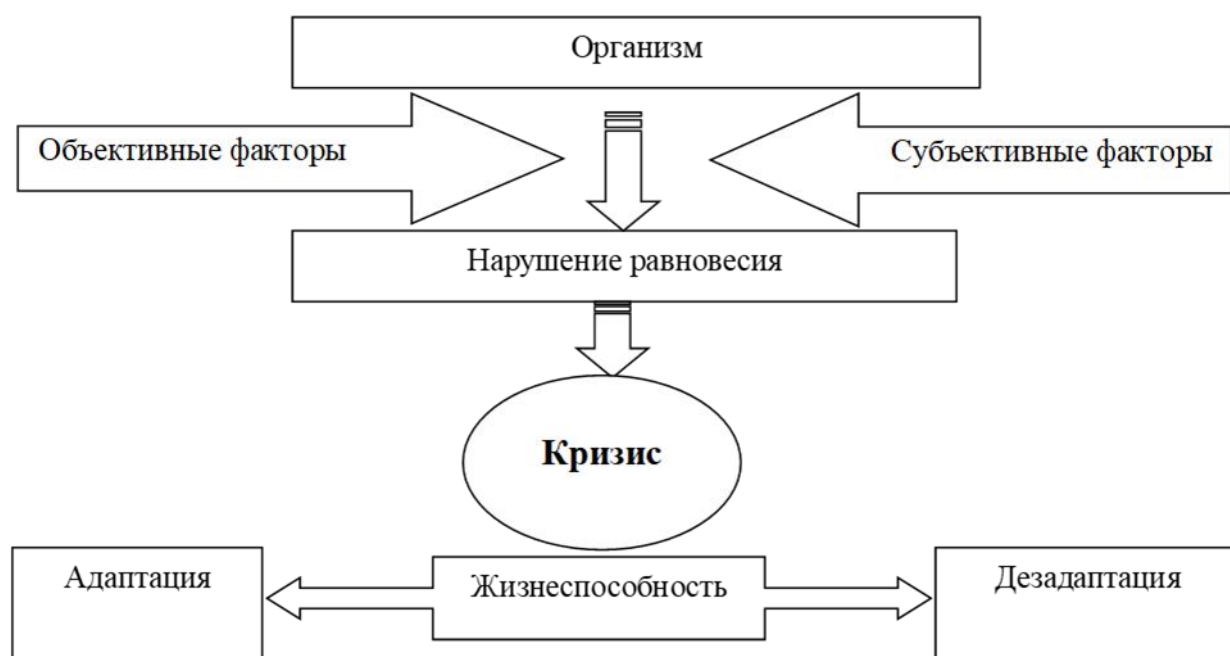 Организм
Объективные факторы
Субъективные факторы
Нарушение равновесия
Кризис
Адаптация
Жизнеспособность
Дезадаптация